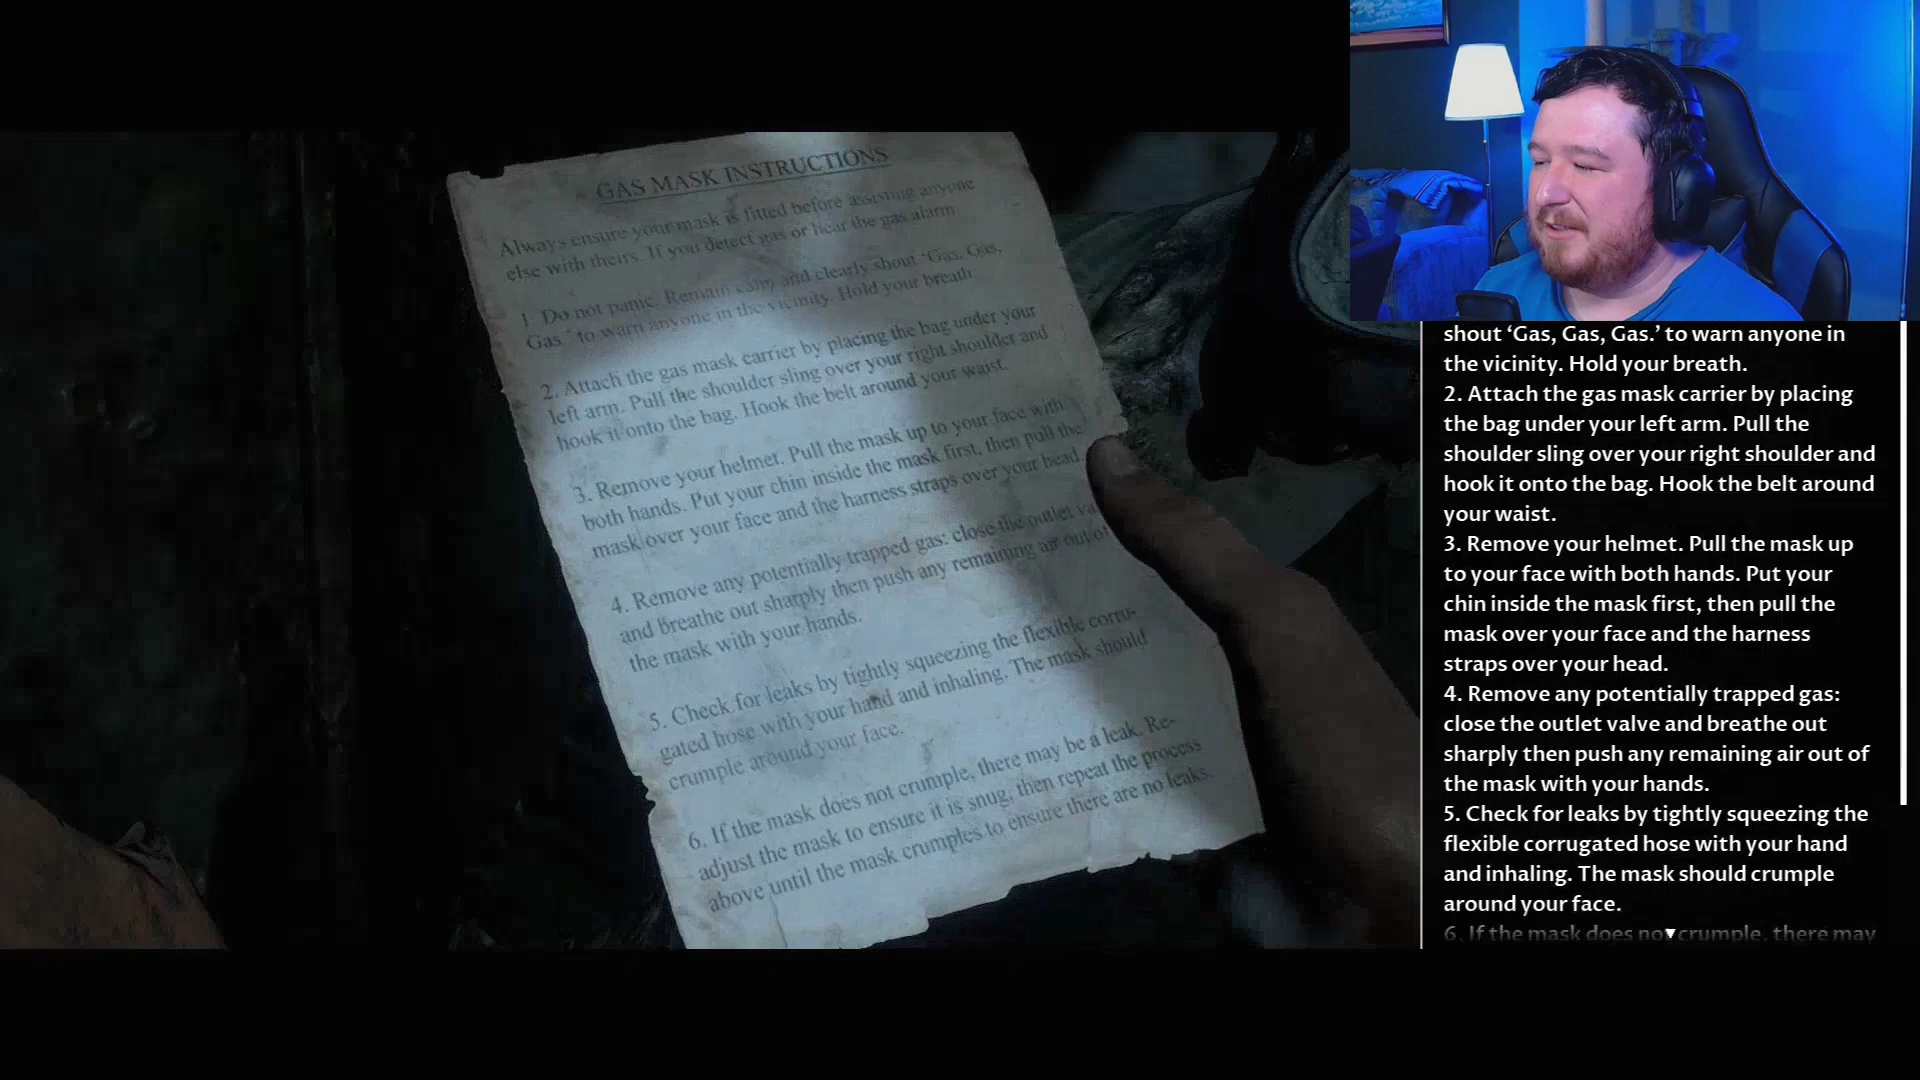 GAS MASK INSTRUCTIONS
Always ensure your mask is fitted before assisting anyone
else with theirs. If you detect gas or hear the gas alarm
1. Do not panic. Remain calm and clearly shout ‘Gas, Gas,
Gas.’ to warn anyone in the vicinity. Hold your breath.
2. Attach the gas mask carrier by placing the bag under your
left arm. Pull the shoulder sling over your right shoulder and
hook it onto the bag. Hook the belt around your waist.
3. Remove your helmet. Pull the mask up to your face with
both hands. Put your chin inside the mask first, then pull the
mask over your face and the harness straps over your head.
4. Remove any potentially trapped gas: close the outlet va
and breathe out sharply then push any remaining air out of
the mask with your hands.
5. Check for leaks by tightly squeezing the flexible corru-
gated hose with your hand and inhaling. The mask should
crumple around your face.
6. If the mask does not crumple, there may be a leak. Re-
adjust the mask to ensure it is snug, then repeat the process
above until the mask crumples to ensure there are no leaks.
shout ‘Gas, Gas, Gas.’ to warn anyone in
the vicinity. Hold your breath.
2. Attach the gas mask carrier by placing
the bag under your left arm. Pull the
shoulder sling over your right shoulder and
hook it onto the bag. Hook the belt around
your waist.
3. Remove your helmet. Pull the mask up
to your face with both hands. Put your
chin inside the mask first, then pull the
mask over your face and the harness
straps over your head.
4. Remove any potentially trapped gas:
close the outlet valve and breathe out
sharply then push any remaining air out of
the mask with your hands.
5. Check for leaks by tightly squeezing the
flexible corrugated hose with your hand
and inhaling. The mask should crumple
around your face.
6. If the mask does not crumple, there may